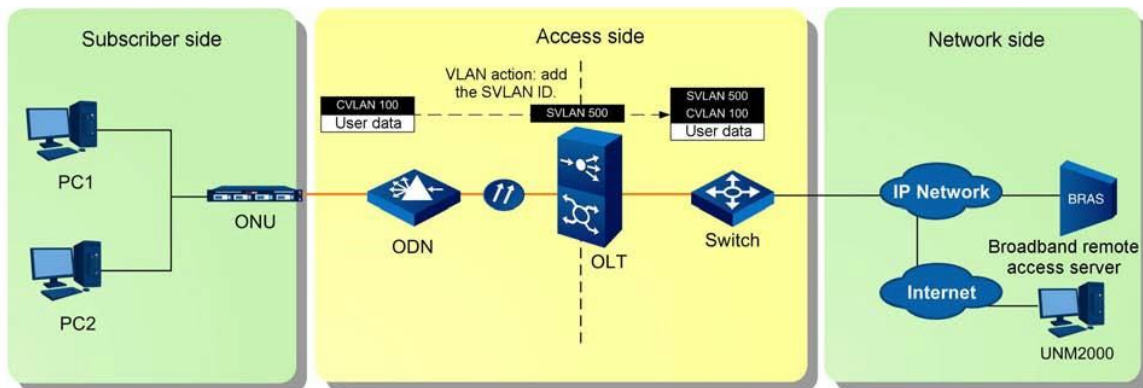 Subscriber side
PC1
PC2
ONU
Access side
VLAN action: add
the SVLAN ID.
CVLAN 100
User data
SVLAN 500
SVLAN 500
CVLAN 100
User data
ODN
OLT
Switch
Network side
IP Network
BRAS
Broadband remote
access server
Internet
UNM2000